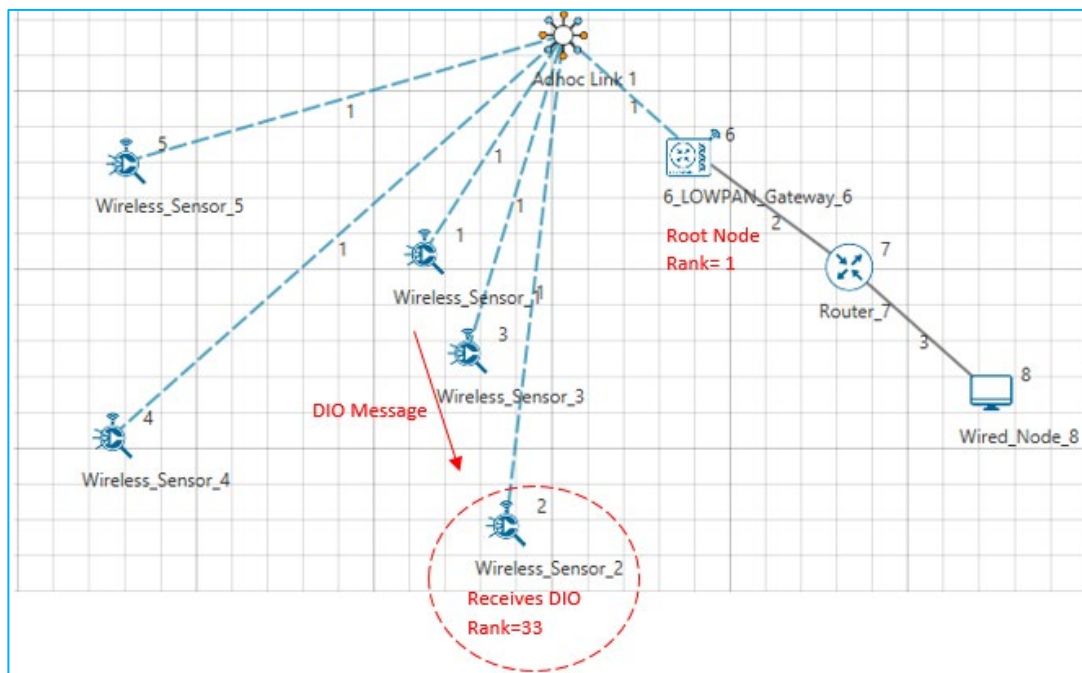 Adhoc Link 1
1
1
6
5
1
6_LOWPAN_Gateway_6
Wireless_Sensor_5
1
2
Root Node
Rank= 1
7
1
1
1
Wireless_Sensor_1
Router_7
3
3
8
Wireless_Sensor_3
DIO Message
4
Wired_Node_8
Wireless_Sensor_4
2
Wireless_Sensor_2
Receives DIO
Rank=33